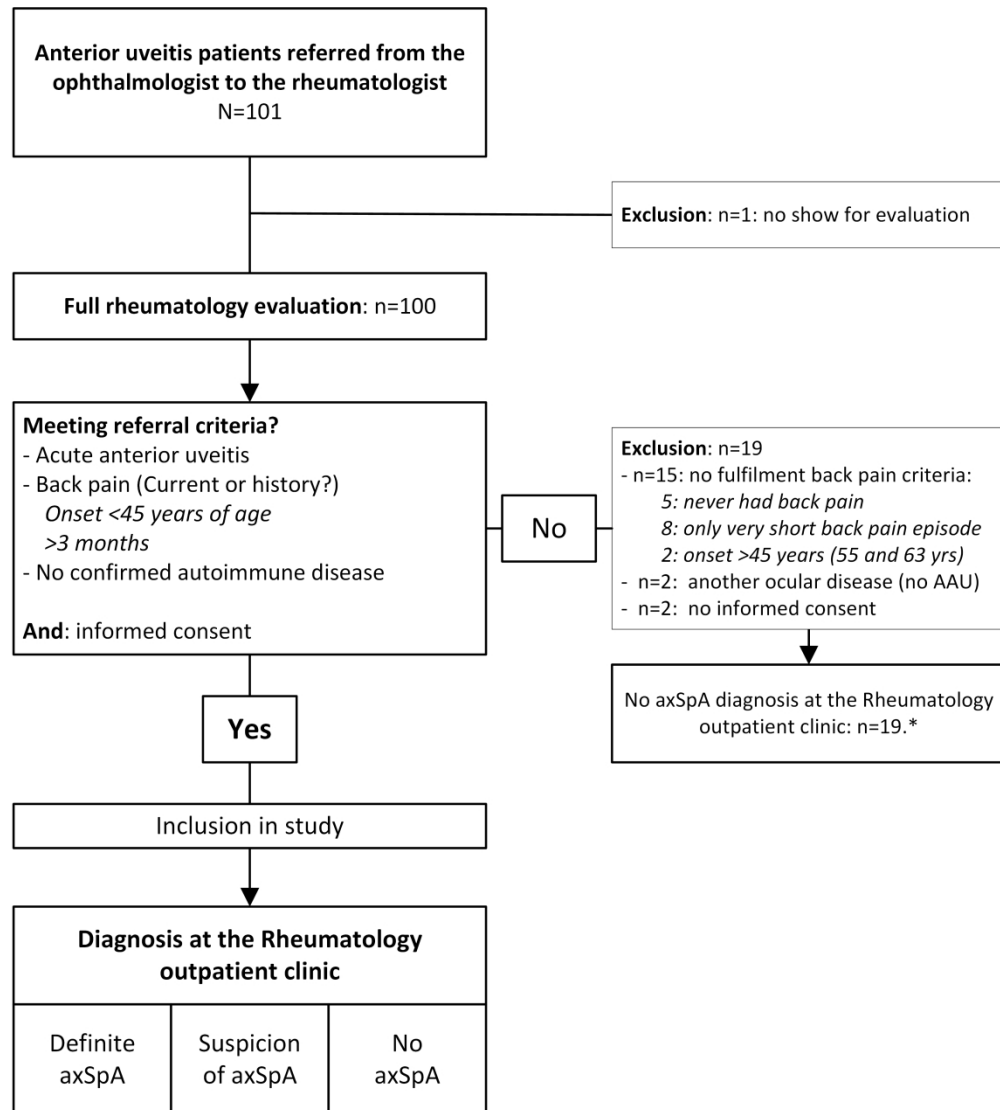 Anterior uveitis patients referred from the
ophthalmologist to the rheumatologist
N=101
Exclusion: n=1: no show for evaluation
Full rheumatology evaluation: n=100
Meeting referral criteria?
- Acute anterior uveitis
- Back pain (Current or history?)
Onset <45 years of age
>3 months
- No confirmed autoimmune disease
And: informed consent
No
Exclusion: n=19
- n=15: no fulfilment back pain criteria:
5: never had back pain
8: only very short back pain episode
2: onset >45 years (55 and 63 yrs)
- n=2: another ocular disease (no AAU)
- n=2: no informed consent
No axSpA diagnosis at the Rheumatology
outpatient clinic: n=19.*
Yes
Inclusion in study
Diagnosis at the Rheumatology
outpatient clinic
Definite
axSpA
Suspicion
of axSpA
No
axSpA